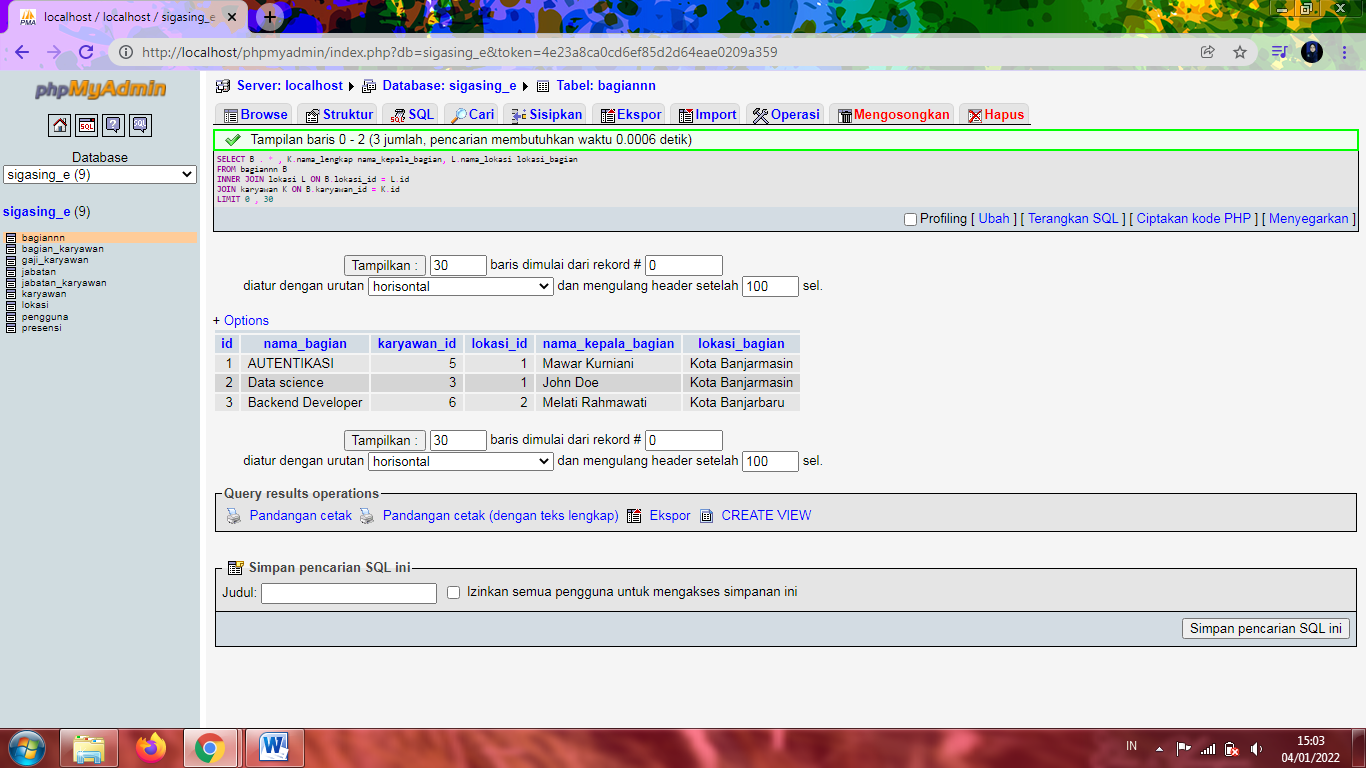 localhost / localhost / sigasing_e
http://localhost/phpmyadmin/index.php?db=sigasing_e&token=4e23a8ca0cd6ef85d2d64eae0209a359
phpMyAdmin
Database
sigasing_e (9)
sigasing_e (9)
bagiannn
bagian_karyawan
gaji_karyawan
jabatan
jabatan_karyawan
karyawan
lokasi
pengguna
presensi
Server: localhost Database: sigasing_e Tabel: bagiannn
Browse Struktur SQL Cari Sisipkan Ekspor Import Operasi Mengosongkan Hapus
Tampilan baris 0 - 2 (3 jumlah, pencarian membutuhkan waktu 0.0006 detik)
SELECT B . * , K.nama_lengkap nama_kepala_bagian, L.nama_lokasi lokasi_bagian
FROM bagiannn B
INNER JOIN lokasi L ON B.lokasi_id = L.id
JOIN karyawan K ON B.karyawan_id = K.id
LIMIT 0 , 30
Profiling [ Ubah ] [ Terangkan SQL ] [ Ciptakan kode PHP ] [ Menyegarkan ]
Tampilkan : 30 baris dimulai dari rekord # 0
diatur dengan urutan horisontal dan mengulang header setelah 100 sel.
+ Options
id nama_bagian karyawan_id lokasi_id nama_kepala_bagian lokasi_bagian
1 AUTENTIKASI 5 1 Mawar Kurniani Kota Banjarmasin
2 Data science 3 1 John Doe Kota Banjarmasin
3 Backend Developer 6 2 Melati Rahmawati Kota Banjarbaru
Tampilkan : 30 baris dimulai dari rekord # 0
diatur dengan urutan horisontal dan mengulang header setelah 100 sel.
Query results operations
Pandangan cetak Pandangan cetak (dengan teks lengkap) Ekspor CREATE VIEW
Simpan pencarian SQL ini
Judul: Izinkan semua pengguna untuk mengakses simpanan ini
Simpan pencarian SQL ini
IN
15:03
04/01/2022